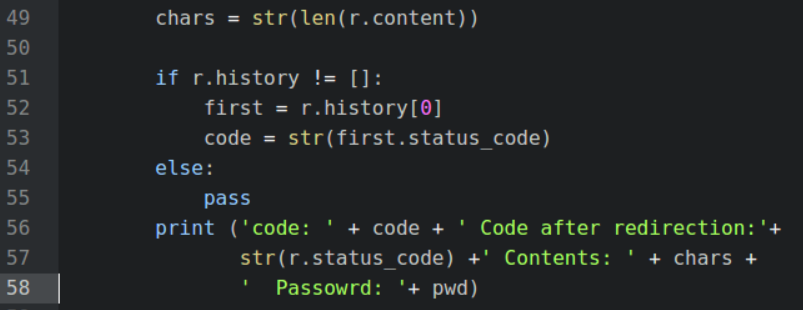 49 chars = str(len(r.content))
50
51 if r.history != []:
52 first = r.history[0]
53 code = str(first.status_code)
54 else:
55 pass
56 print ('code: ' + code + ' Code after redirection:'+
57 str(r.status_code) +' Contents: ' + chars +
58 '  Passowrd: '+ pwd)